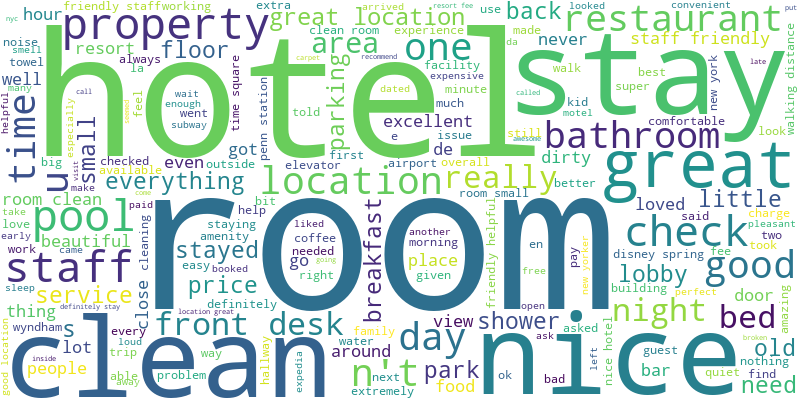 hotel
room
stay
clean
nice
great
property
staff
pool
location
restaurant
bathroom
check
good
one
time
small
great location
back
area
floor
really
everything
front desk
day
night
bed
n't
u
s
service
price
stayed
breakfast
parking
excellent
little
lobby
shower
park
old
need
bar
door
loved
view
place
go
around
people
thing
lot
close
beautiful
room clean
even
got
well
hour
resort
noise
towel
smell
nyc
many
helpful
friendly staffworking
extra
always
la
feel
wait
enough
went
subway
call
especially
seemed
available
make
visit
checked
outside
penn station
time square
told
dated
carpet
recommend
arrived
clean room
experience
facility
expensive
minute
much
e
issue
de
first
elevator
airport
overall
room small
bit
help
paid
came
come
big
take
love
early
work
sleep
wyndham
every
definitely stay
trip
loud
able
away
inside
problem
way
good location
hallway
family
water
expedia
next
extremely
location great
definitely
easy
booked
amenity
staying
liked
needed
coffee
right
going
another
morning
given
cleaning
friendly helpful
food
ok
bad
ask
left
asked
guest
open
free
en
pay
new yorker
two
said
disney spring
building
fee
took
charge
pleasant
perfect
amazing
nice hotel
quiet
find
nothing
broken
late
better
dirty
comfortable
look
kid
motel
called
awesome
still
da
made
use
looked
resort fee
convenient
put
staff friendly
never
walk
best
super
new york
walking distance